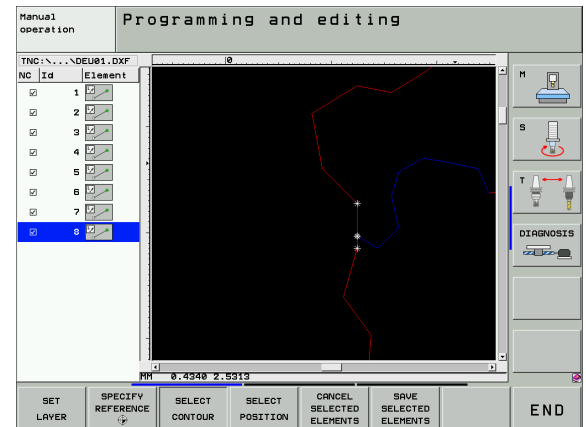 Manual operation
Programming and editing
TNC:\...\DEU01.DXF
NC Id Element
0
1
2
3
4
5
6
7
8
M
S
T
DIAGNOSIS
MM 0.4340 2.5313
SET LAYER
SPECIFY REFERENCE
SELECT CONTOUR
SELECT POSITION
CANCEL SELECTED ELEMENTS
SAVE SELECTED ELEMENTS
END